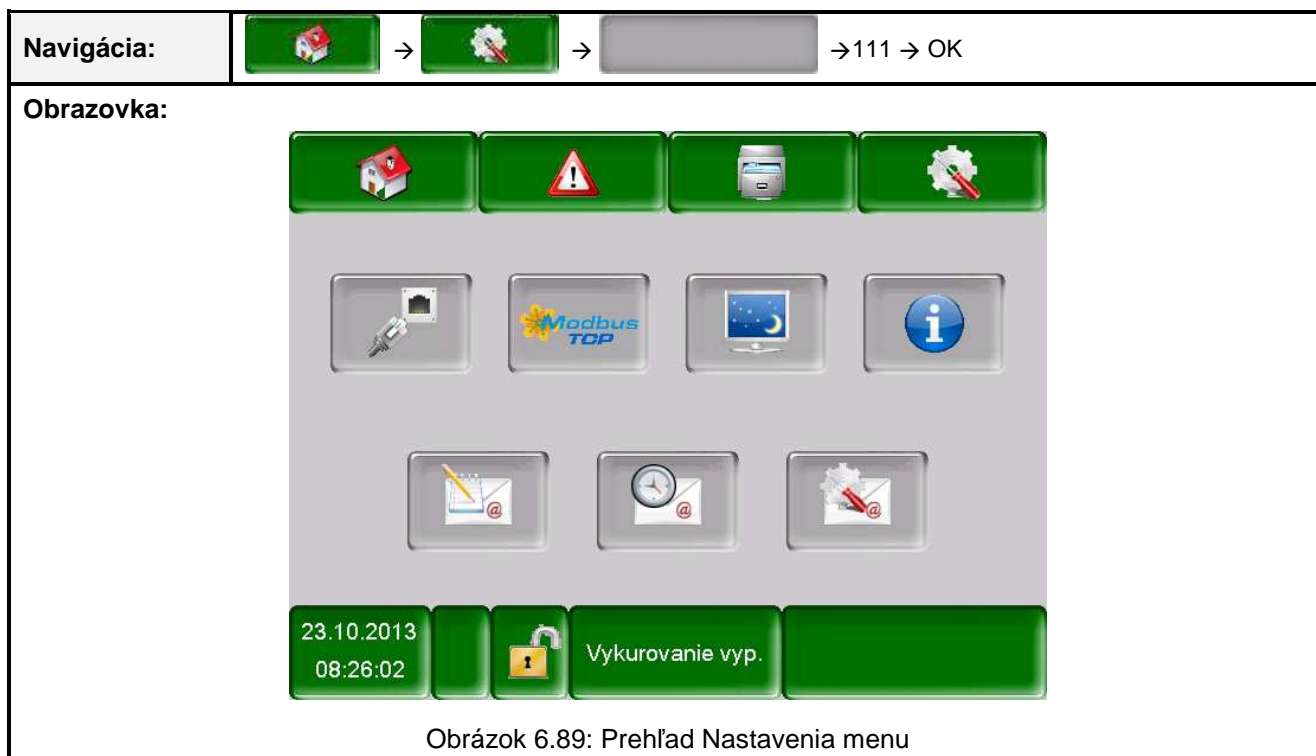 Navigácia: → → →111 → OK
Obrazovka:
Modbus
TCP
@ @ @
23.10.2013
08:26:02
Vykurovanie vyp.
Obrázok 6.89: Prehľad Nastavenia menu